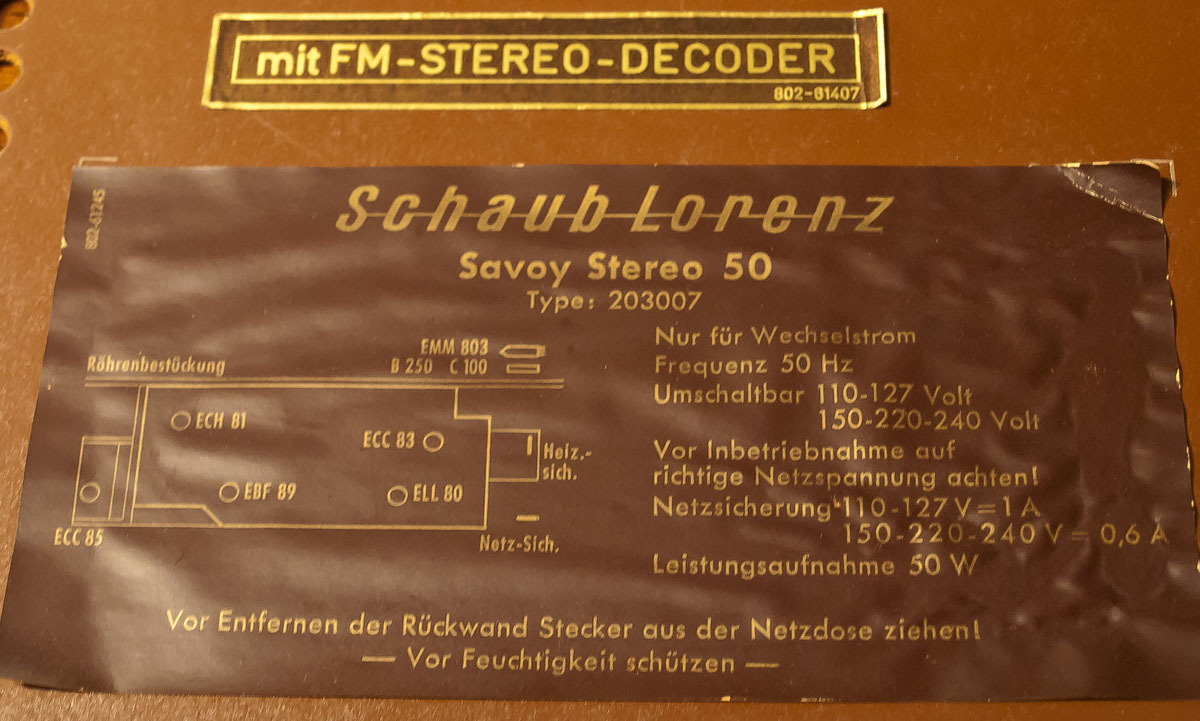 mit FM-STEREO-DECODER
802-61407
802-61245
Schaub Lorenz
Savoy Stereo 50
Type: 203007
Röhrenbestückung
EMM 803
B 250 C 100
ECH 81
ECC 83
EBF 89
ELL 80
ECC 85
Heiz.-
sich.
Netz-Sich.
Nur für Wechselstrom
Frequenz 50 Hz
Umschaltbar 110-127 Volt
150-220-240 Volt
Vor Inbetriebnahme auf
richtige Netzspannung achten!
Netzsicherung 110-127 V = 1 A
150-220-240 V = 0,6 A
Leistungsaufnahme 50 W
Vor Entfernen der Rückwand Stecker aus der Netzdose ziehen!
— Vor Feuchtigkeit schützen —